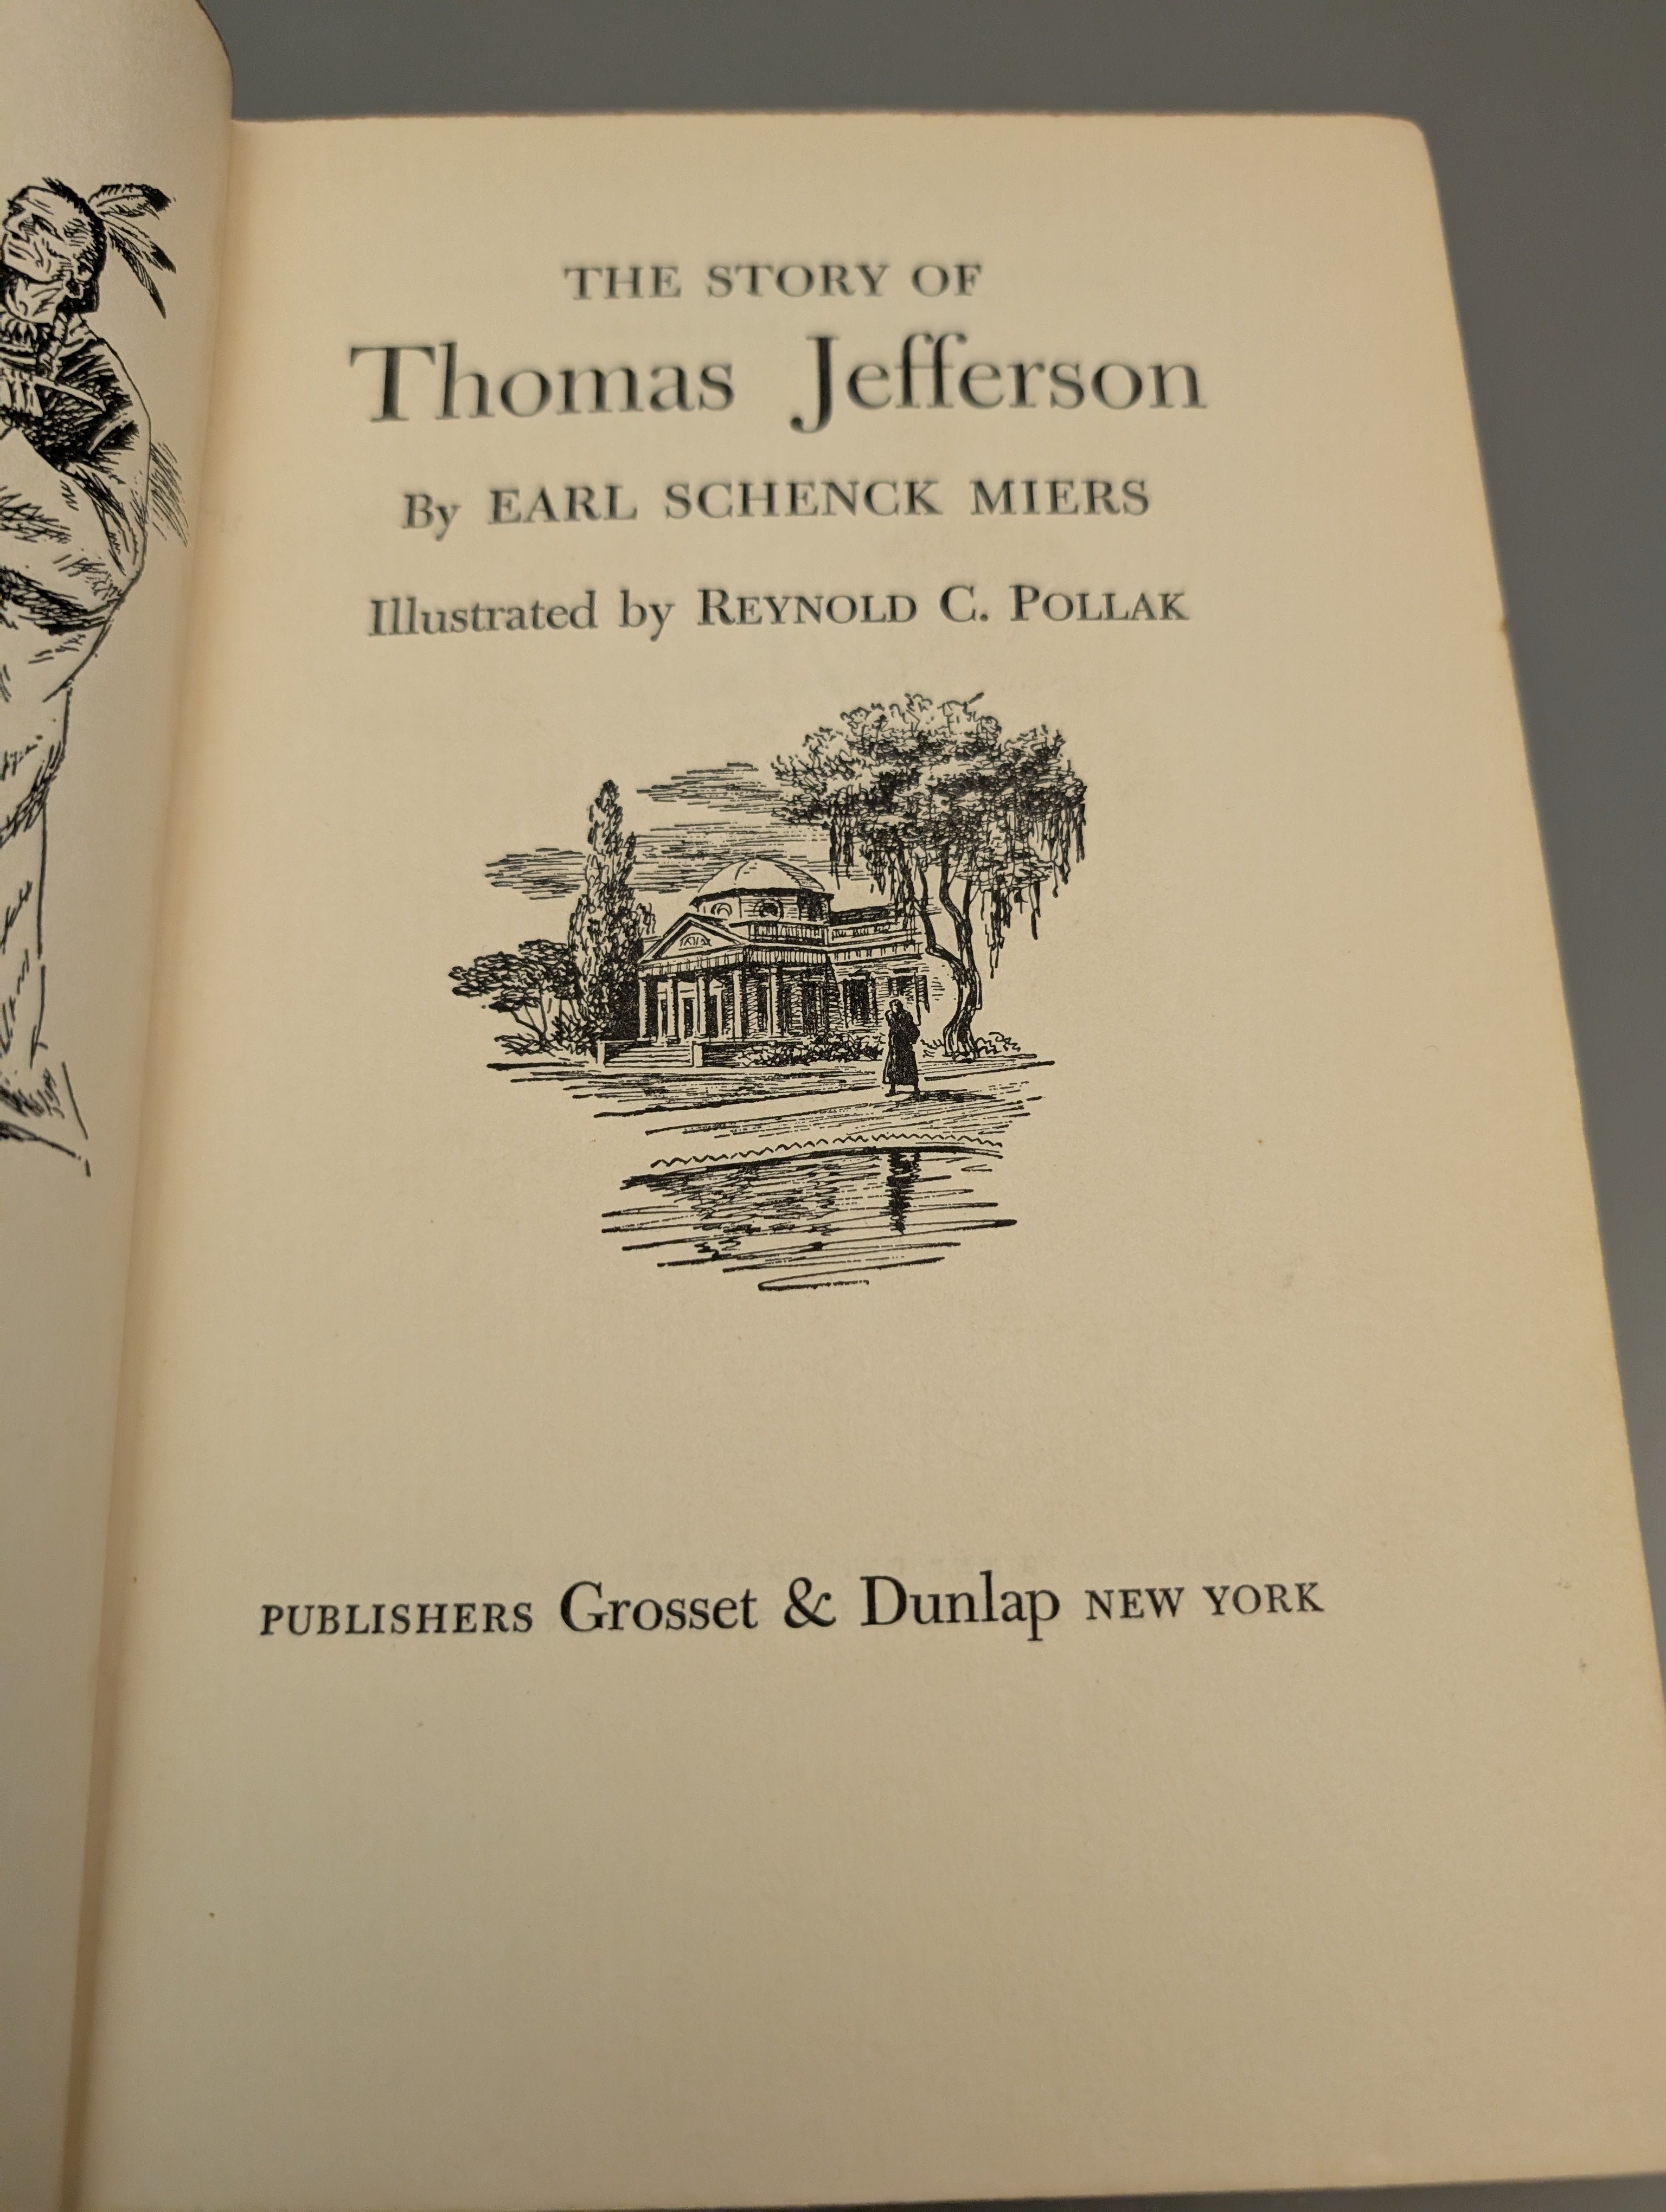 THE STORY OF
Thomas Jefferson
By EARL SCHENCK MIERS
Illustrated by REYNOLD C. POLLAK
PUBLISHERS Grosset & Dunlap NEW YORK